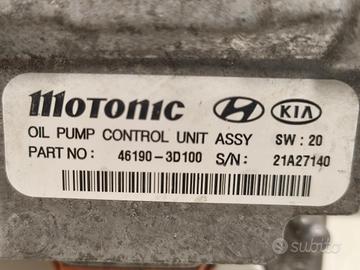 MOTONIC KIA
OIL PUMP CONTROL UNIT ASSY SW : 20
PART NO : 46190-3D100 S/N : 21A27140
subito